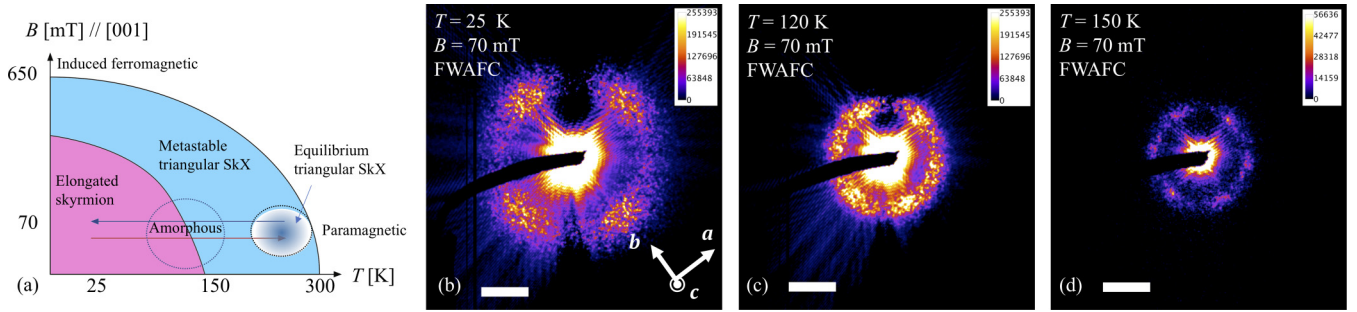 B [mT] // [001]
650
Induced ferromagnetic
Metastable
triangular SkX
Equilibrium
triangular SkX
Elongated
skyrmion
70
Amorphous
Paramagnetic
(a)
25
150
300
T [K]
T = 25 K
B = 70 mT
FWAFC
255393
191545
127696
63848
0
b
a
c
(b)
T = 120 K
B = 70 mT
FWAFC
255393
191545
127696
63848
0
(c)
T = 150 K
B = 70 mT
FWAFC
56636
42477
28318
14159
0
(d)